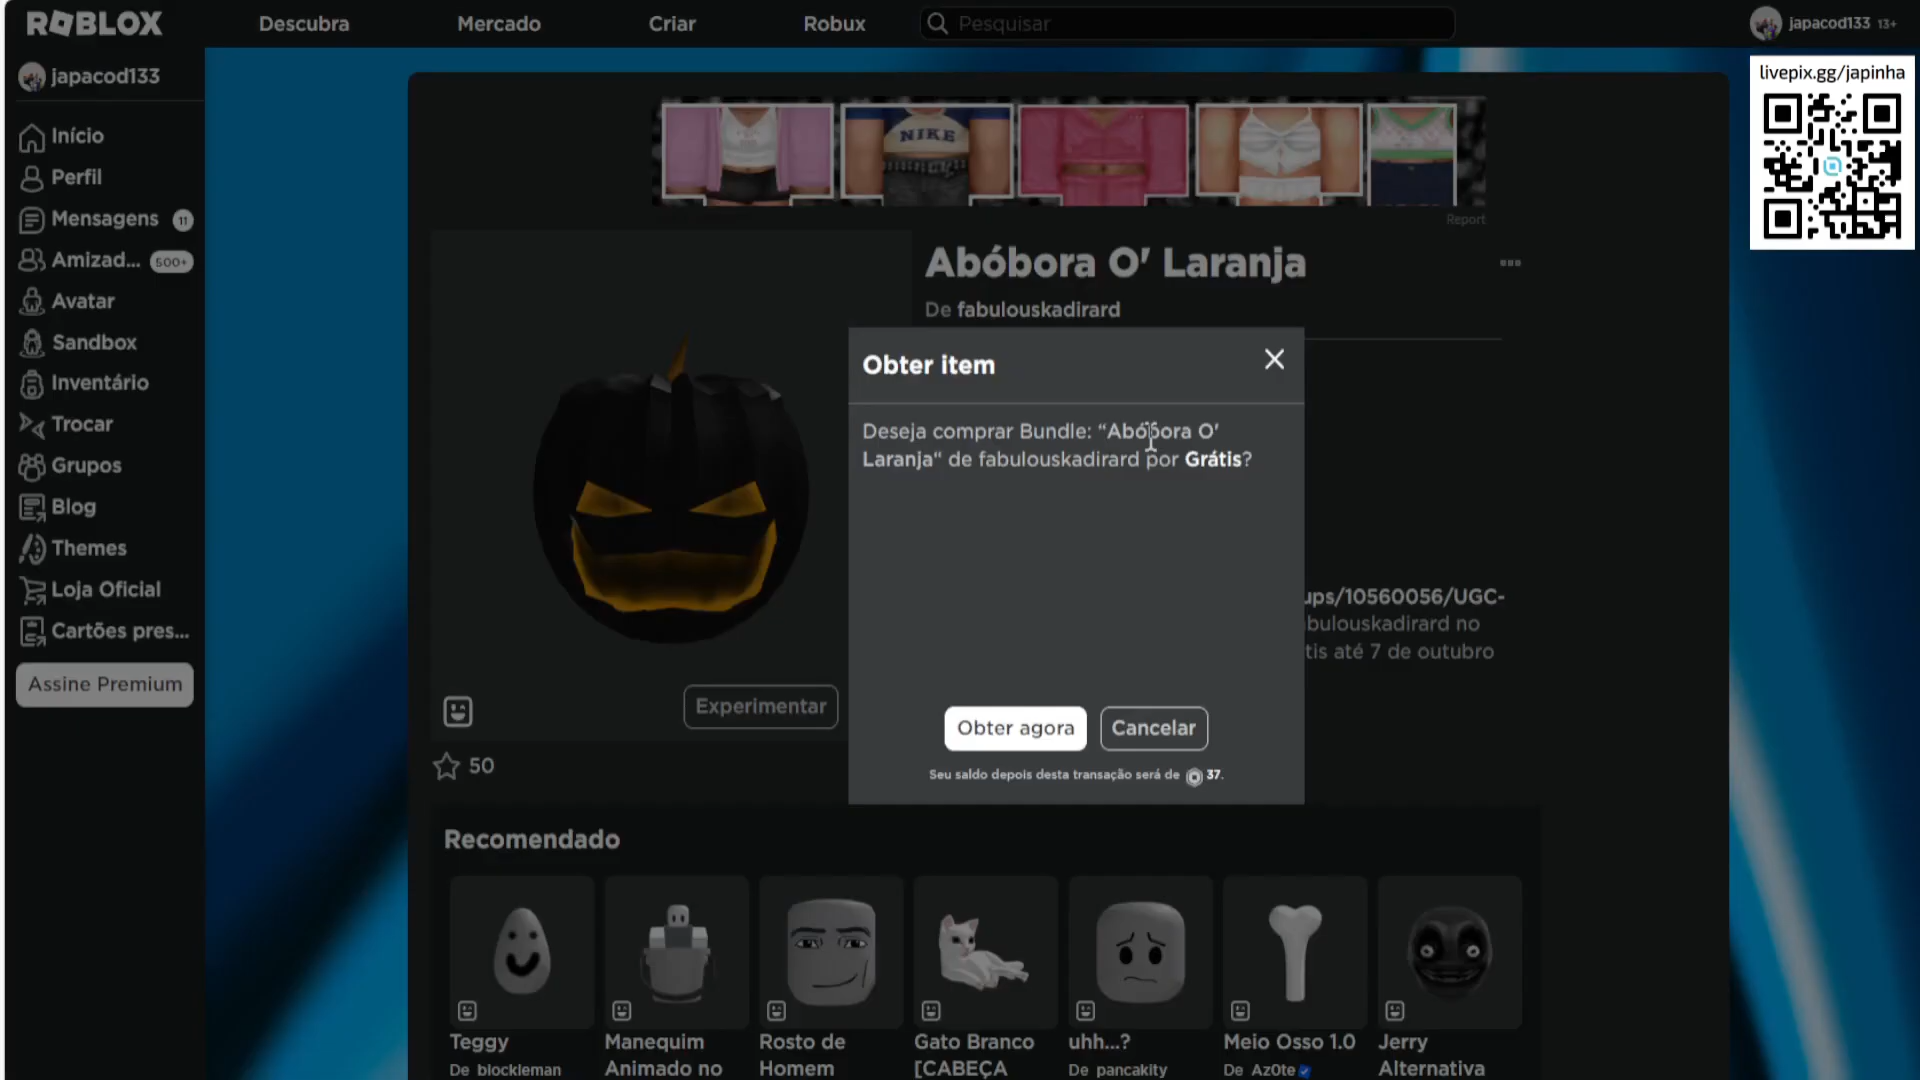 ROBLOX
Descubra
Mercado
Criar
Robux
Pesquisar
japacod133 13+
japacod133
Início
Perfil
Mensagens 11
Amizad... 500+
Avatar
Sandbox
Inventário
Trocar
Grupos
Blog
Themes
Loja Oficial
Cartões pres...
Assine Premium
livepix.gg/japinha
NIKE
Report
Abóbora O' Laranja
De fabulouskadirard
Obter item
Deseja comprar Bundle: “Abóbora O'
Laranja“ de fabulouskadirard por Grátis?
ups/10560056/UGC-
bulouskadirard no
tis até 7 de outubro
Experimentar
Obter agora
Cancelar
Seu saldo depois desta transação será de 37.
50
Recomendado
Teggy
De blockleman
Manequim
Animado no
Rosto de
Homem
Gato Branco
[CABEÇA
uhh...?
De pancakity
Meio Osso 1.0
De Az0te
Jerry
Alternativa